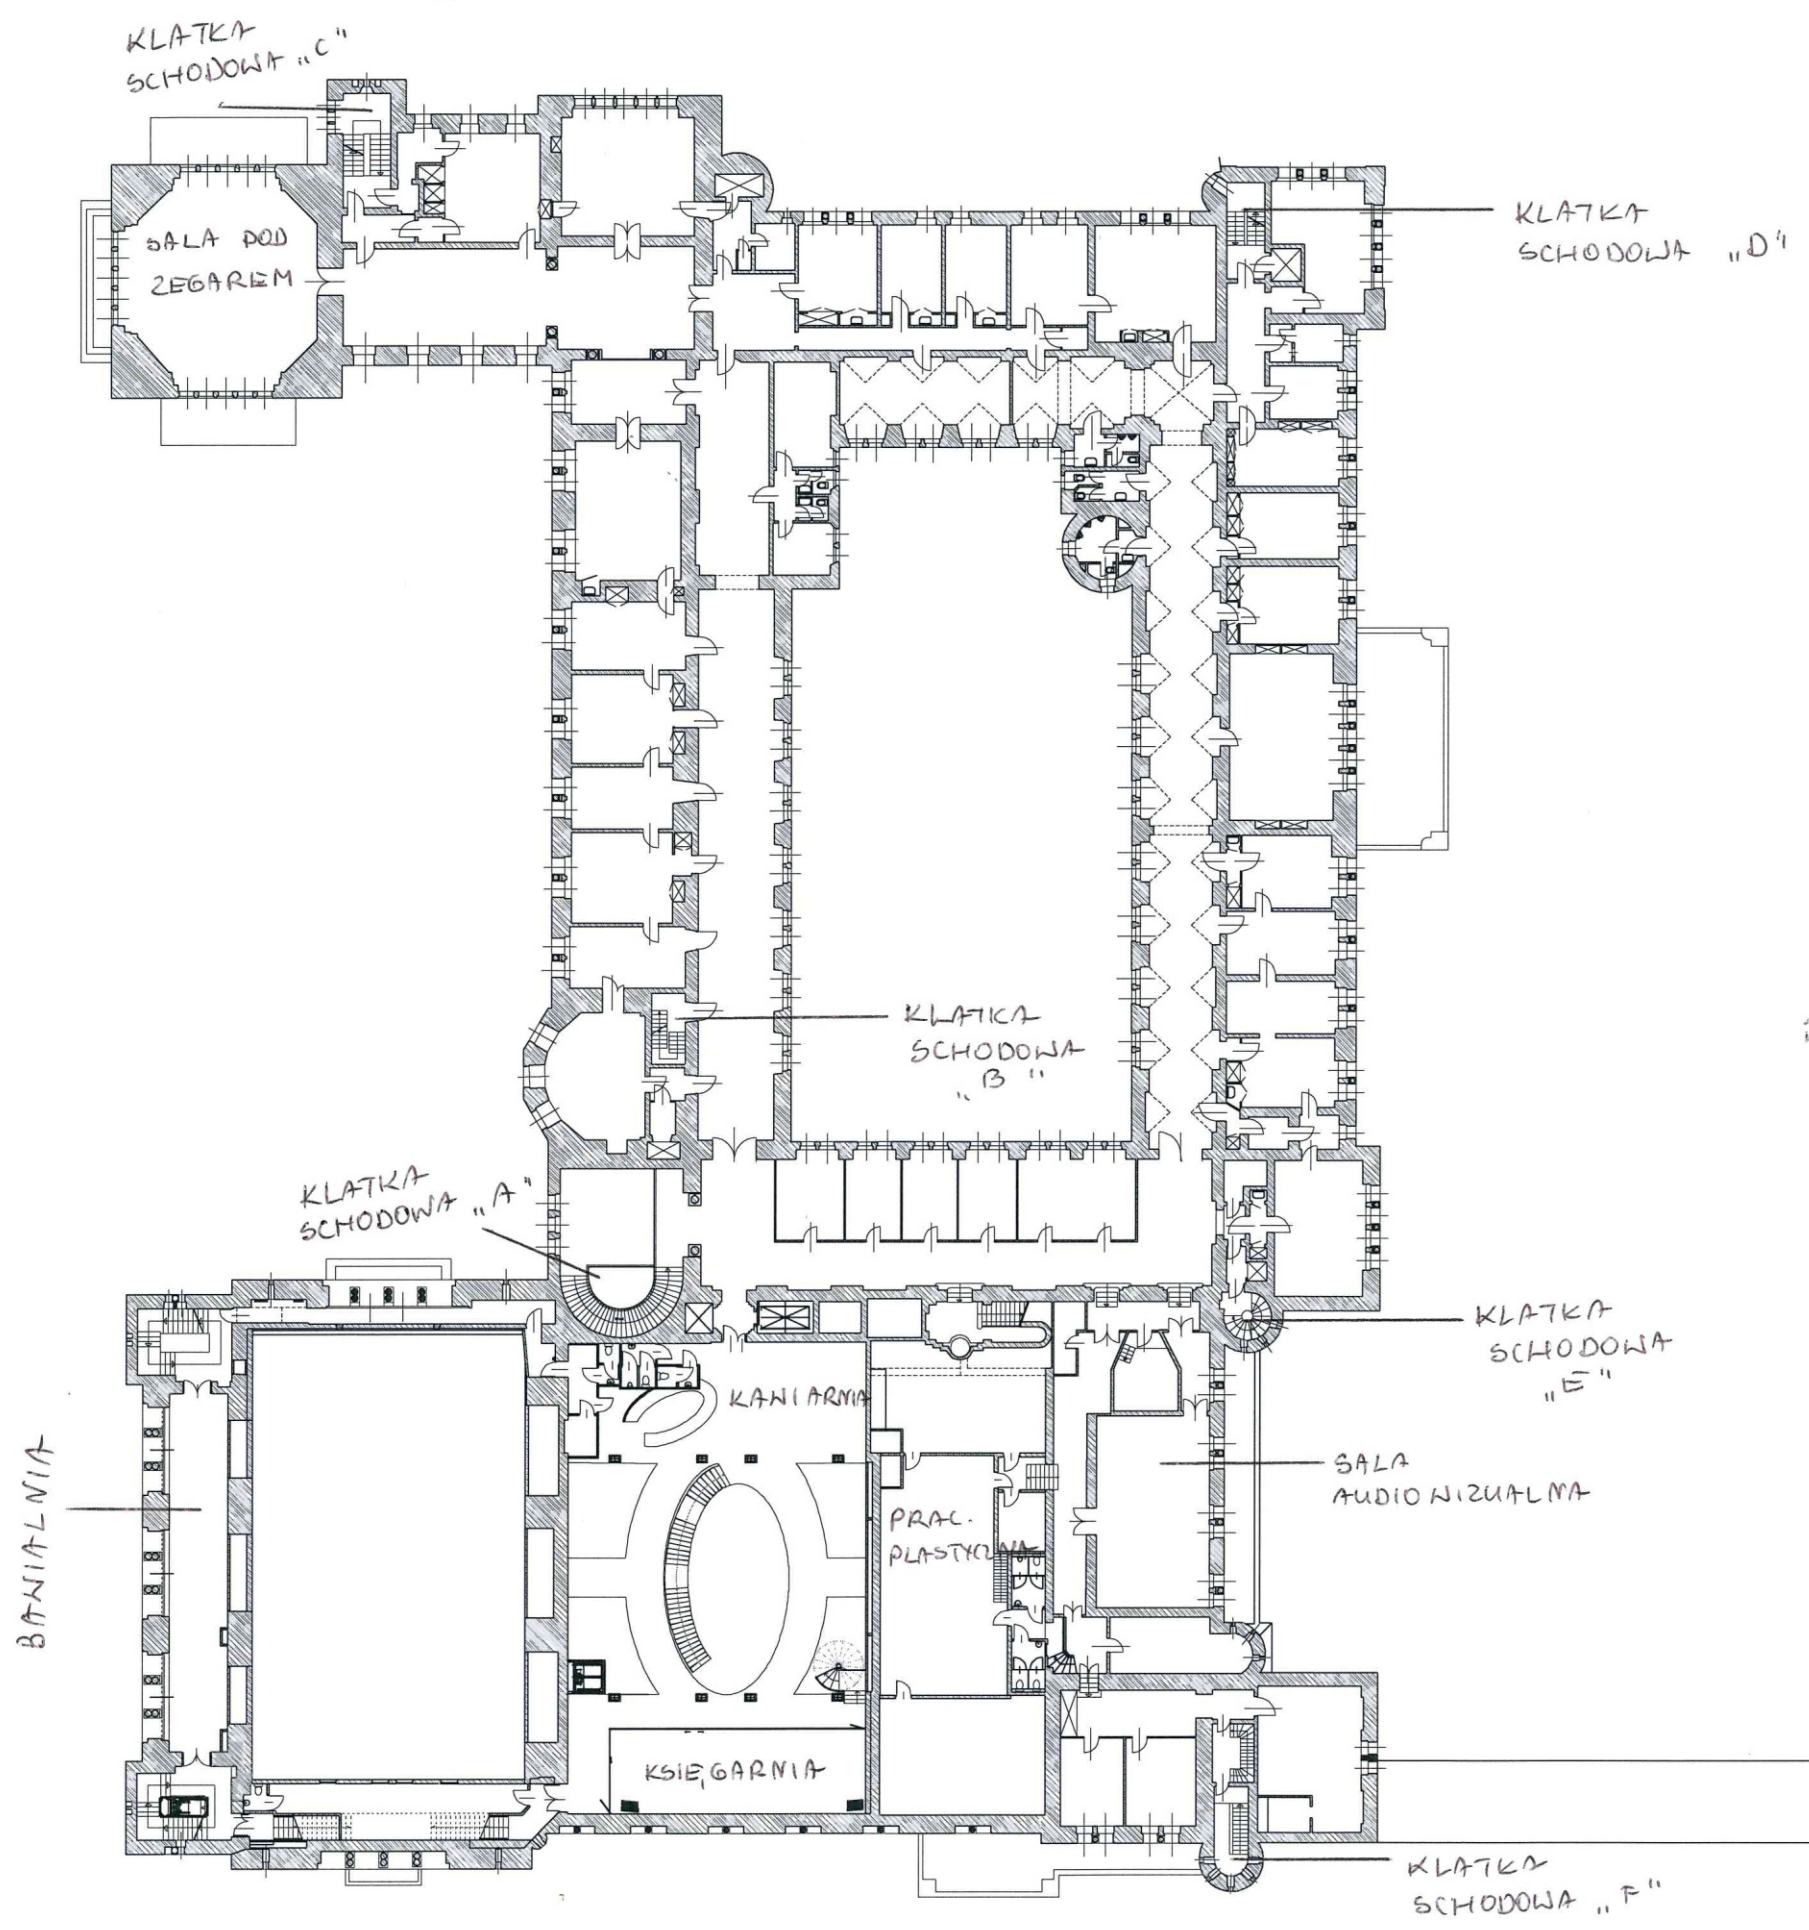 KLATKA
SCHODOWA „C"
SALA POD
ZEGAREM
KLATKA
SCHODOWA „D"
KLATKA
SCHODOWA
„B"
KLATKA
SCHODOWA „A"
KLATKA
SCHODOWA
„E"
KAWIARNIA
SALA
AUDIOWIZUALNA
PRAC.
PLASTYCZNA
BAWIALNIA
KSIĘGARNIA
KLATKA
SCHODOWA „F"